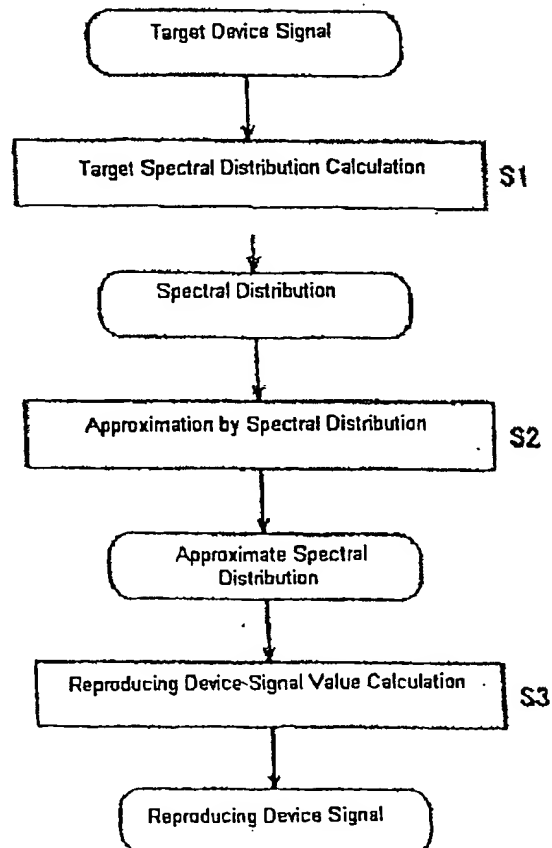 Target Device Signal
Target Spectral Distribution Calculation
S1
Spectral Distribution
Approximation by Spectral Distribution
S2
Approximate Spectral
Distribution
Reproducing Device-Signal Value Calculation
S3
Reproducing Device Signal